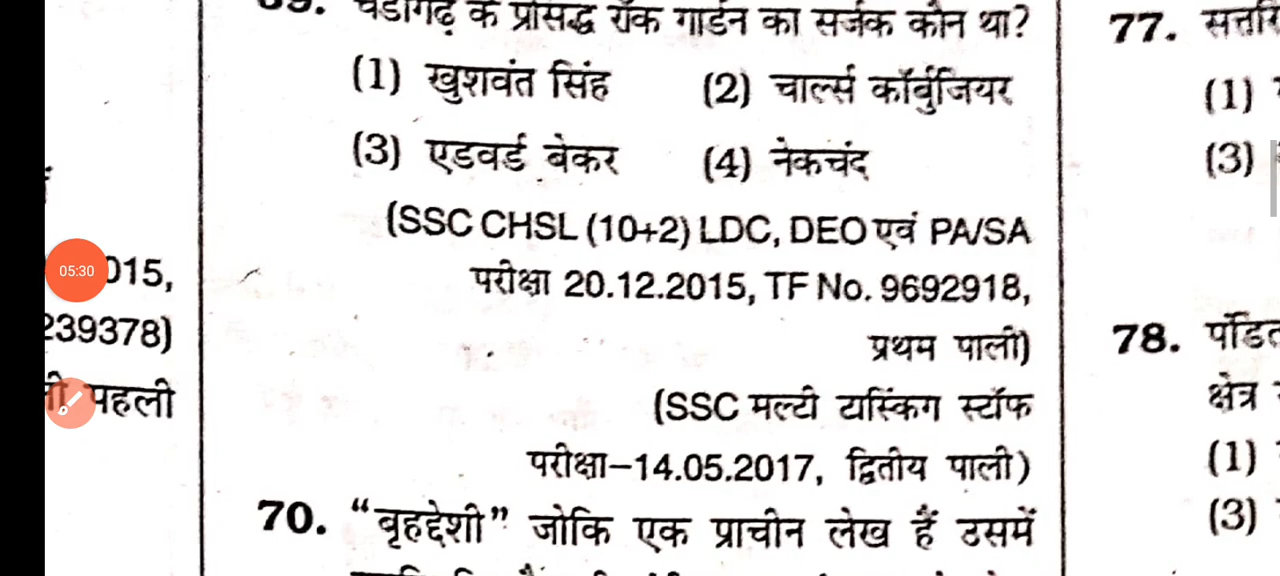 015,
239378)
पहली
69. चंडीगढ़ के प्रसिद्ध रॉक गार्डन का सर्जक कौन था?
(1) खुशवंत सिंह (2) चार्ल्स कॉर्बुजियर
(3) एडवर्ड बेकर (4) नेकचंद
(SSC CHSL (10+2) LDC, DEO एवं PA/SA
परीक्षा 20.12.2015, TF No. 9692918,
प्रथम पाली)
(SSC मल्टी टास्किंग स्टॉफ
परीक्षा–14.05.2017, द्वितीय पाली)
70. “बृहद्देशी” जोकि एक प्राचीन लेख हैं उसमें
77.
(1)
(3)
78.
क्षेत्र
(1)
(3)
05:30